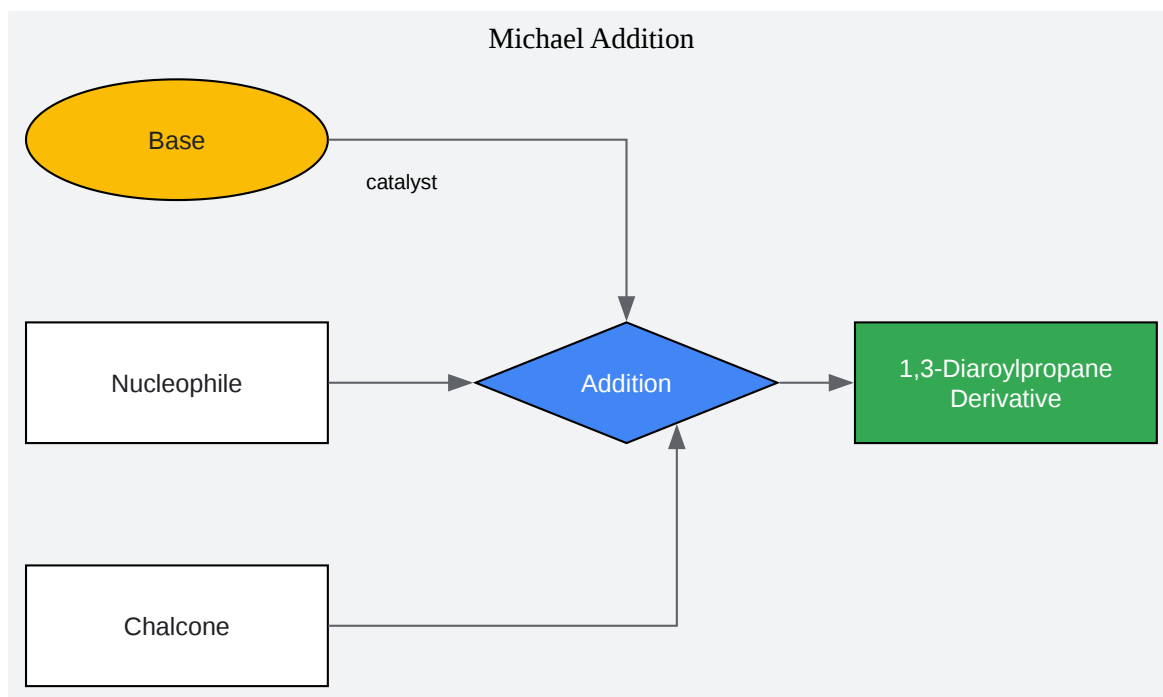 Michael Addition
Base
catalyst
Nucleophile
Addition
1,3-Diaroylpropane
Derivative
Chalcone